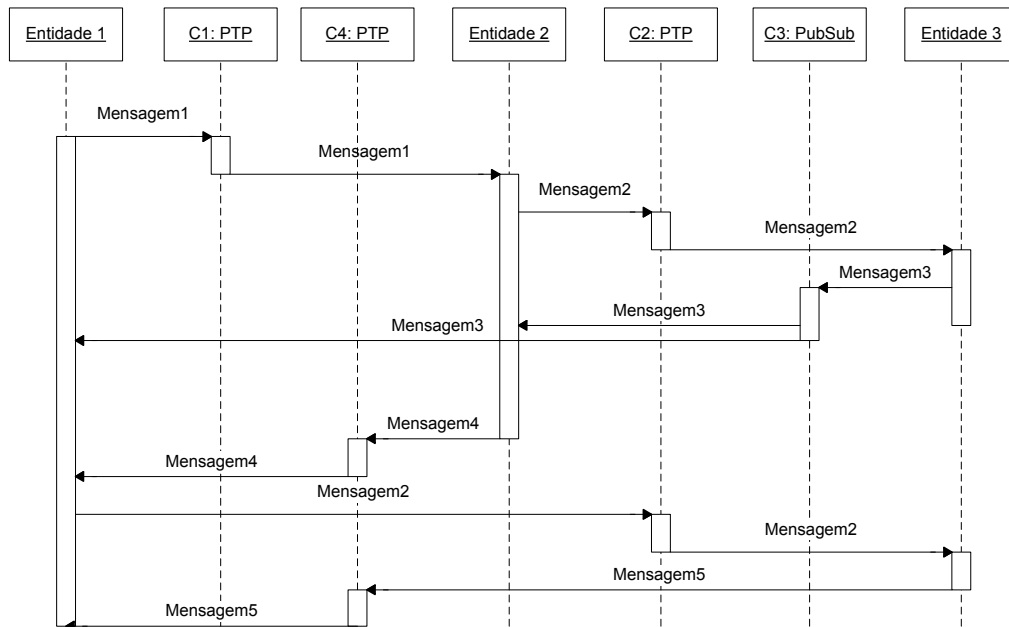 Entidade 1
C1: PTP
C4: PTP
Entidade 2
C2: PTP
C3: PubSub
Entidade 3
Mensagem1
Mensagem1
Mensagem2
Mensagem2
Mensagem3
Mensagem3
Mensagem3
Mensagem4
Mensagem4
Mensagem2
Mensagem2
Mensagem5
Mensagem5